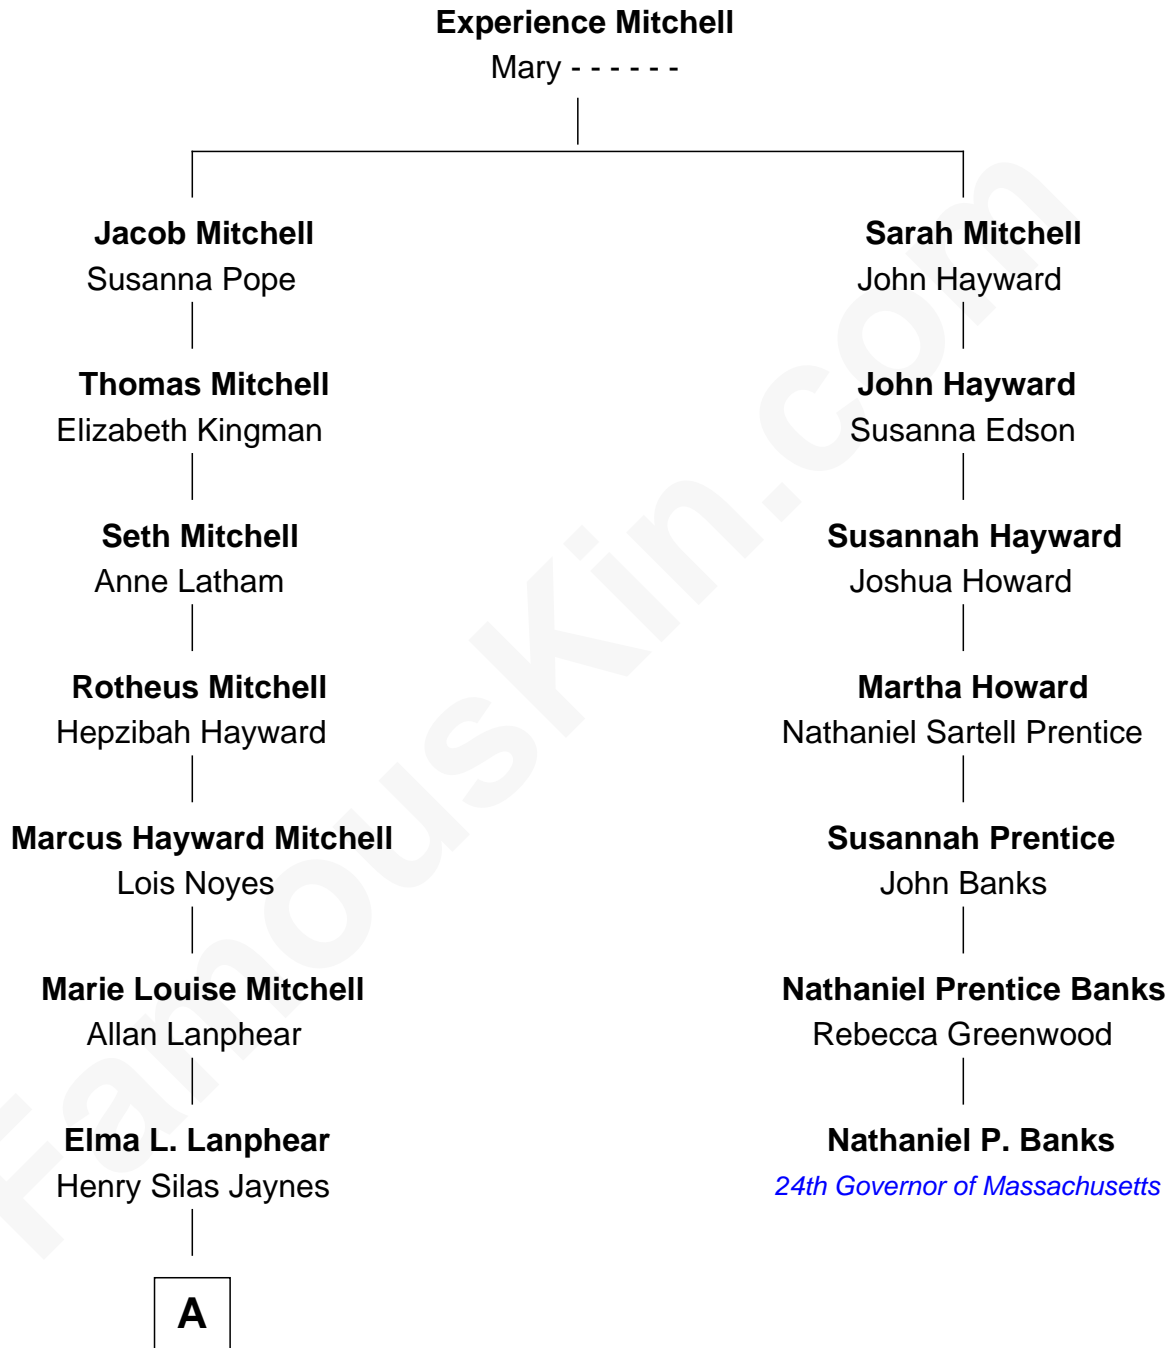 Experience Mitchell
Mary - - - - - -
Jacob Mitchell
Susanna Pope
Thomas Mitchell
Elizabeth Kingman
Seth Mitchell
Anne Latham
Rotheus Mitchell
Hepzibah Hayward
Marcus Hayward Mitchell
Lois Noyes
Marie Louise Mitchell
Allan Lanphear
Elma L. Lanphear
Henry Silas Jaynes
A
Sarah Mitchell
John Hayward
John Hayward
Susanna Edson
Susannah Hayward
Joshua Howard
Martha Howard
Nathaniel Sartell Prentice
Susannah Prentice
John Banks
Nathaniel Prentice Banks
Rebecca Greenwood
Nathaniel P. Banks
24th Governor of Massachusetts
FamousKin.com